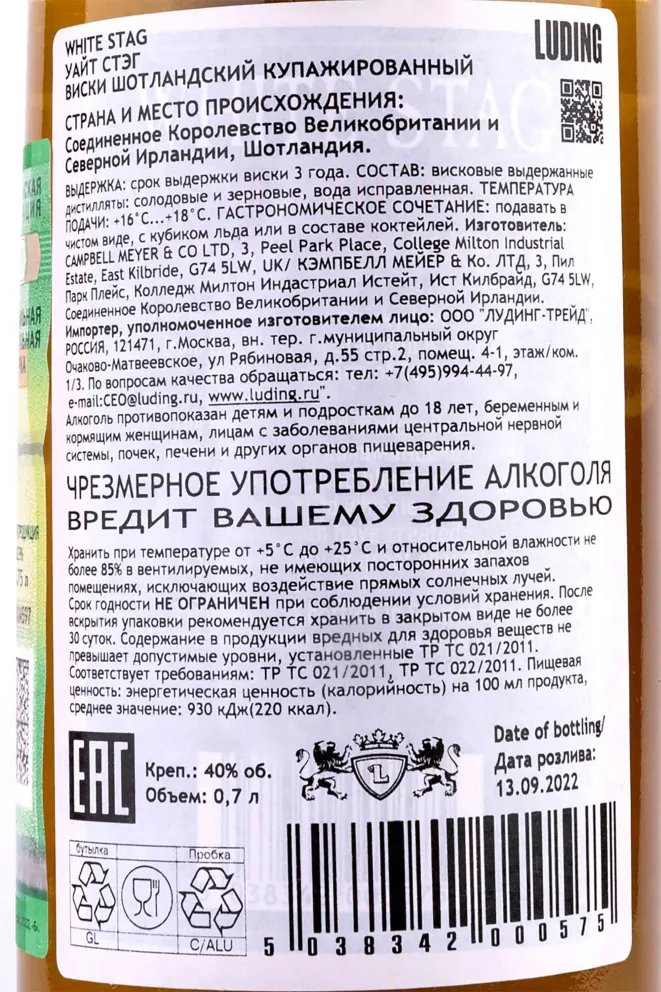 WHITE STAG
УАЙТ СТЭГ
ВИСКИ ШОТЛАНДСКИЙ КУПАЖИРОВАННЫЙ
LUDING
СТРАНА И МЕСТО ПРОИСХОЖДЕНИЯ:
Соединенное Королевство Великобритании и
Северной Ирландии, Шотландия.
ВЫДЕРЖКА: срок выдержки виски 3 года. СОСТАВ: висковые выдержанные
дистилляты: солодовые и зерновые, вода исправленная. ТЕМПЕРАТУРА
ПОДАЧИ: +16°С...+18°С. ГАСТРОНОМИЧЕСКОЕ СОЧЕТАНИЕ: подавать в
чистом виде, с кубиком льда или в составе коктейлей. Изготовитель:
CAMPBELL MEYER & CO LTD, 3, Peel Park Place, College Milton Industrial
Estate, East Kilbride, G74 5LW, UK/ КЭМПБЕЛЛ МЕЙЕР & Ко. ЛТД, 3, Пил
Парк Плейс, Колледж Милтон Индастриал Истейт, Ист Килбрайд, G74 5LW,
Соединенное Королевство Великобритании и Северной Ирландии.
Импортер, уполномоченное изготовителем лицо: ООО "ЛУДИНГ-ТРЕЙД",
РОССИЯ, 121471, г.Москва, вн. тер. г.муниципальный округ
Очаково-Матвеевское, ул Рябиновая, д.55 стр.2, помещ. 4-1, этаж/ком.
1/3. По вопросам качества обращаться: тел: +7(495)994-44-97,
e-mail:CEO@luding.ru, www.luding.ru".
Алкоголь противопоказан детям и подросткам до 18 лет, беременным и
кормящим женщинам, лицам с заболеваниями центральной нервной
системы, почек, печени и других органов пищеварения.
ЧРЕЗМЕРНОЕ УПОТРЕБЛЕНИЕ АЛКОГОЛЯ
ВРЕДИТ ВАШЕМУ ЗДОРОВЬЮ
Хранить при температуре от +5°С до +25°С и относительной влажности не
более 85% в вентилируемых, не имеющих посторонних запахов
помещениях, исключающих воздействие прямых солнечных лучей.
Срок годности НЕ ОГРАНИЧЕН при соблюдении условий хранения. После
вскрытия упаковки рекомендуется хранить в закрытом виде не более
30 суток. Содержание в продукции вредных для здоровья веществ не
превышает допустимые уровни, установленные ТР ТС 021/2011.
Соответствует требованиям: ТР ТС 021/2011, ТР ТС 022/2011. Пищевая
ценность: энергетическая ценность (калорийность) на 100 мл продукта,
среднее значение: 930 кДж(220 ккал).
EAC
Креп.: 40% об.
Объем: 0,7 л
L
Date of bottling/
Дата розлива:
13.09.2022
бутылка
Пробка
GL
C/ALU
5 038342 000575